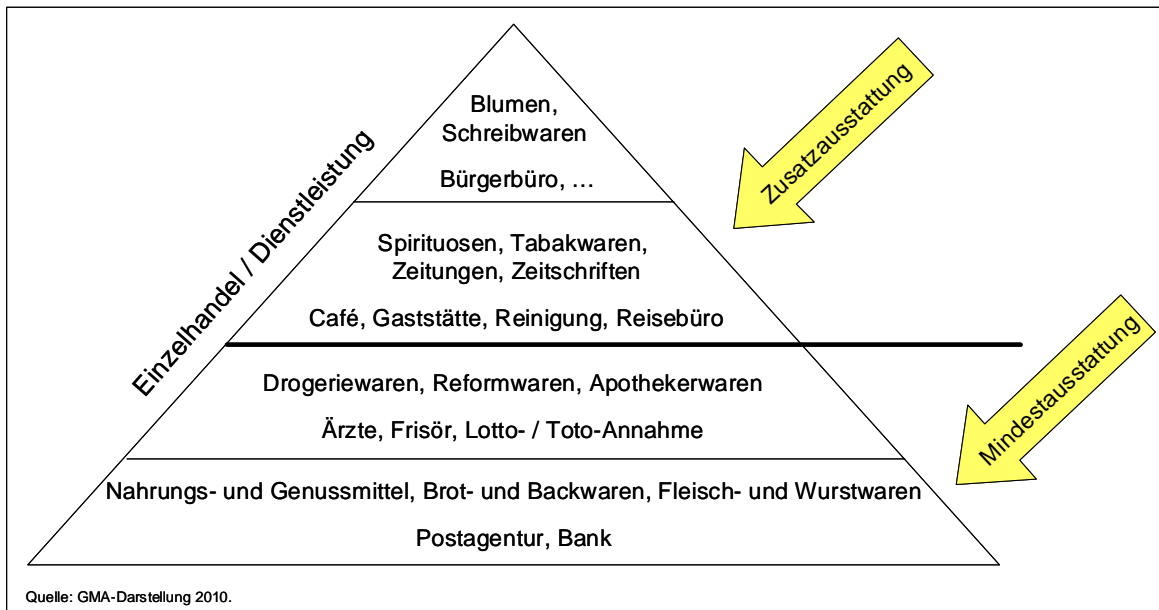 Blumen,
Schreibwaren
Bürgerbüro, …
Zusatzausstattung
Einzelhandel / Dienstleistung
Spirituosen, Tabakwaren,
Zeitungen, Zeitschriften
Café, Gaststätte, Reinigung, Reisebüro
Drogeriewaren, Reformwaren, Apothekerwaren
Ärzte, Frisör, Lotto- / Toto-Annahme
Mindestausstattung
Nahrungs- und Genussmittel, Brot- und Backwaren, Fleisch- und Wurstwaren
Postagentur, Bank
Quelle: GMA-Darstellung 2010.